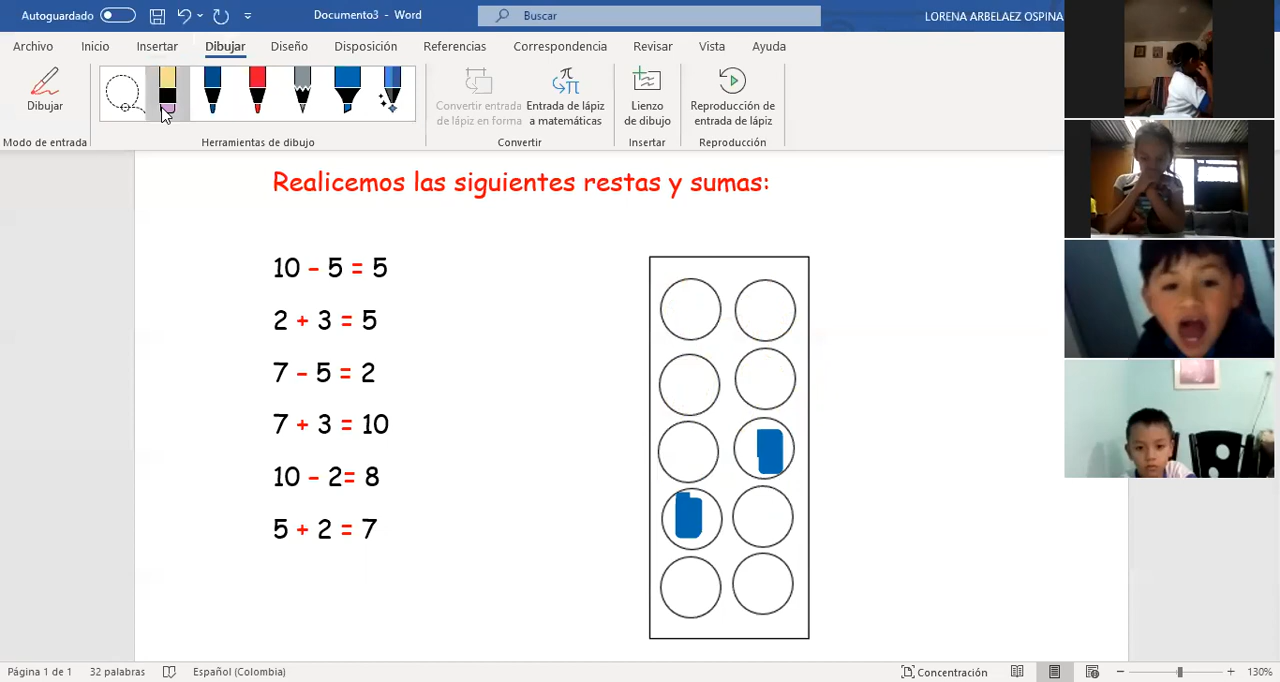 Autoguardado
Documento3 - Word
Buscar
LORENA ARBELAEZ OSPINA
Archivo Inicio Insertar Dibujar Diseño Disposición Referencias Correspondencia Revisar Vista Ayuda
Dibujar
Convertir entrada de lápiz en forma
Entrada de lápiz a matemáticas
Lienzo de dibujo
Reproducción de entrada de lápiz
Modo de entrada
Herramientas de dibujo
Convertir
Insertar
Reproducción
Realicemos las siguientes restas y sumas:
10 - 5 = 5
2 + 3 = 5
7 - 5 = 2
7 + 3 = 10
10 - 2= 8
5 + 2 = 7
Página 1 de 1 32 palabras Español (Colombia) Concentración 130%